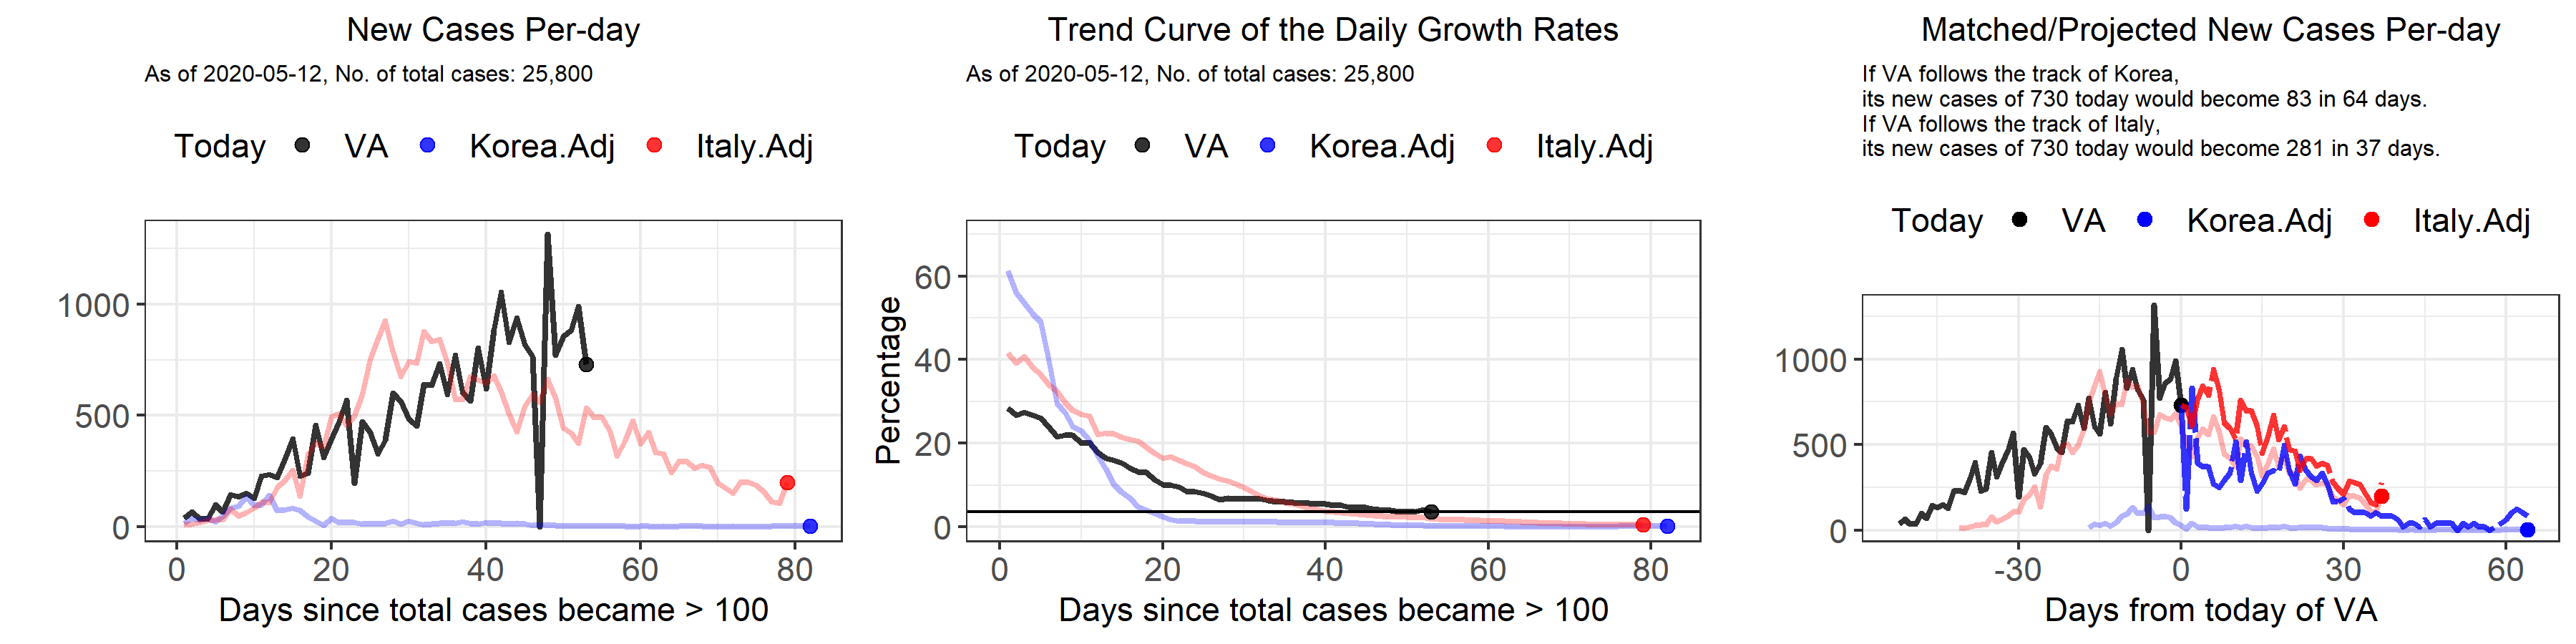 New Cases Per-day
As of 2020-05-12, No. of total cases: 25,800
Today VA Korea.Adj Italy.Adj
1000
500
0
0 20 40 60 80
Days since total cases became > 100
Trend Curve of the Daily Growth Rates
As of 2020-05-12, No. of total cases: 25,800
Today VA Korea.Adj Italy.Adj
Percentage
60
40
20
0
0 20 40 60 80
Days since total cases became > 100
Matched/Projected New Cases Per-day
If VA follows the track of Korea,
its new cases of 730 today would become 83 in 64 days.
If VA follows the track of Italy,
its new cases of 730 today would become 281 in 37 days.
Today VA Korea.Adj Italy.Adj
1000
500
0
-30 0 30 60
Days from today of VA